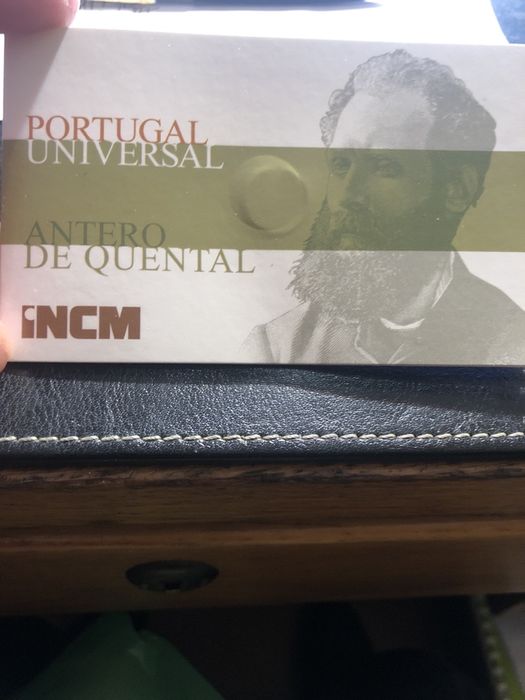 PORTUGAL
UNIVERSAL
ANTERO
DE QUENTAL
INCM